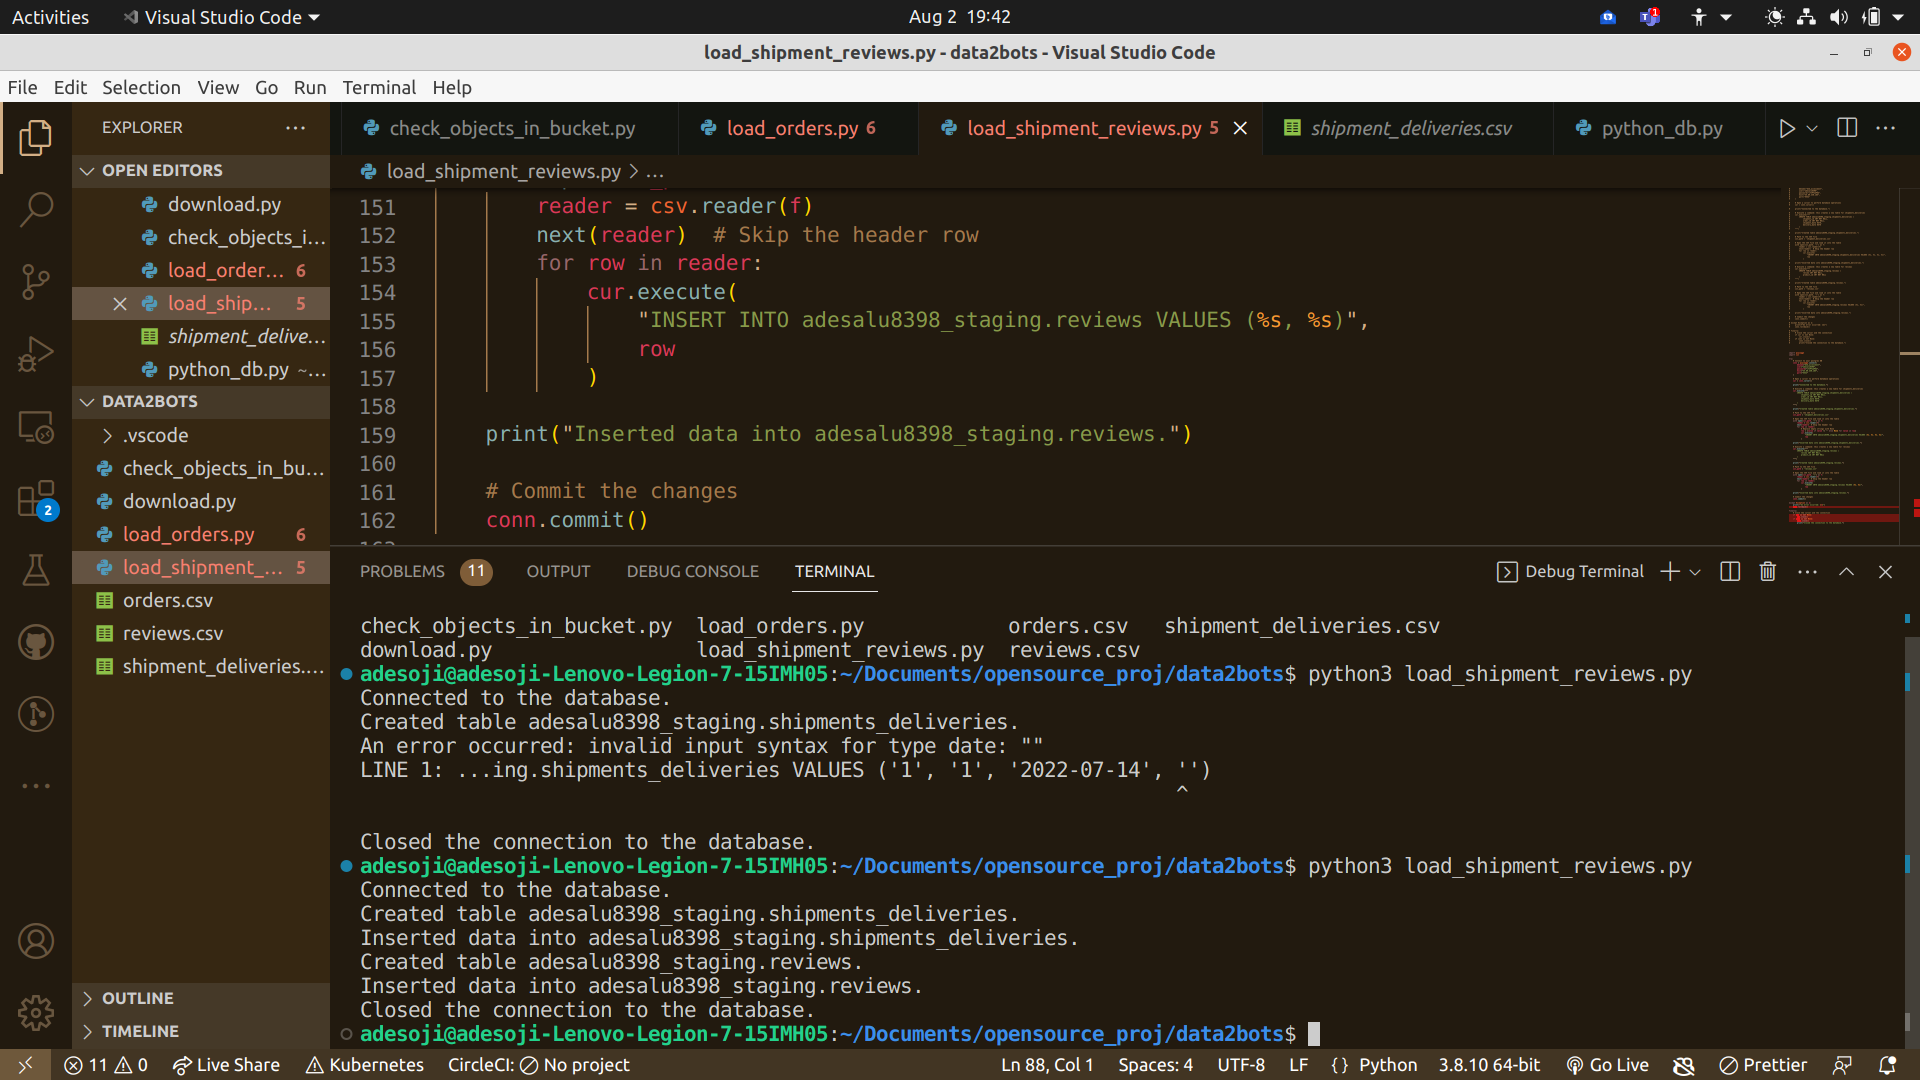 Activities Visual Studio Code Aug 2 19:42 1
load_shipment_reviews.py - data2bots - Visual Studio Code
File Edit Selection View Go Run Terminal Help
EXPLORER
check_objects_in_bucket.py load_orders.py 6 load_shipment_reviews.py 5 shipment_deliveries.csv python_db.py
OPEN EDITORS
load_shipment_reviews.py > ...
download.py
check_objects_i...
load_order... 6
load_ship... 5
shipment_delive...
python_db.py ~...
DATA2BOTS
.vscode
check_objects_in_bu...
download.py
load_orders.py 6
load_shipment_... 5
orders.csv
reviews.csv
shipment_deliveries....
2
OUTLINE
TIMELINE
151 reader = csv.reader(f)
152 next(reader) # Skip the header row
153 for row in reader:
154 cur.execute(
155 "INSERT INTO adesalu8398_staging.reviews VALUES (%s, %s)",
156 row
157 )
158
159 print("Inserted data into adesalu8398_staging.reviews.")
160
161 # Commit the changes
162 conn.commit()
PROBLEMS 11 OUTPUT DEBUG CONSOLE TERMINAL Debug Terminal
check_objects_in_bucket.py load_orders.py orders.csv shipment_deliveries.csv
download.py load_shipment_reviews.py reviews.csv
adesoji@adesoji-Lenovo-Legion-7-15IMH05:~/Documents/opensource_proj/data2bots$ python3 load_shipment_reviews.py
Connected to the database.
Created table adesalu8398_staging.shipments_deliveries.
An error occurred: invalid input syntax for type date: ""
LINE 1: ...ing.shipments_deliveries VALUES ('1', '1', '2022-07-14', '')
^
Closed the connection to the database.
adesoji@adesoji-Lenovo-Legion-7-15IMH05:~/Documents/opensource_proj/data2bots$ python3 load_shipment_reviews.py
Connected to the database.
Created table adesalu8398_staging.shipments_deliveries.
Inserted data into adesalu8398_staging.shipments_deliveries.
Created table adesalu8398_staging.reviews.
Inserted data into adesalu8398_staging.reviews.
Closed the connection to the database.
adesoji@adesoji-Lenovo-Legion-7-15IMH05:~/Documents/opensource_proj/data2bots$
11 0 Live Share Kubernetes CircleCI: No project Ln 88, Col 1 Spaces: 4 UTF-8 LF {} Python 3.8.10 64-bit Go Live Prettier